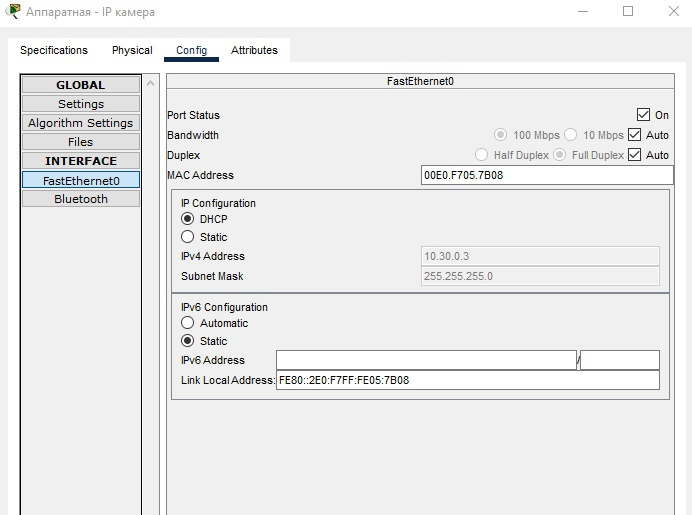 Аппаратная - IP камера
Specifications Physical Config Attributes
GLOBAL
Settings
Algorithm Settings
Files
INTERFACE
FastEthernet0
Bluetooth
FastEthernet0
Port Status On
Bandwidth 100 Mbps 10 Mbps Auto
Duplex Half Duplex Full Duplex Auto
MAC Address 00E0.F705.7B08
IP Configuration
DHCP
Static
IPv4 Address 10.30.0.3
Subnet Mask 255.255.255.0
IPv6 Configuration
Automatic
Static
IPv6 Address /
Link Local Address: FE80::2E0:F7FF:FE05:7B08